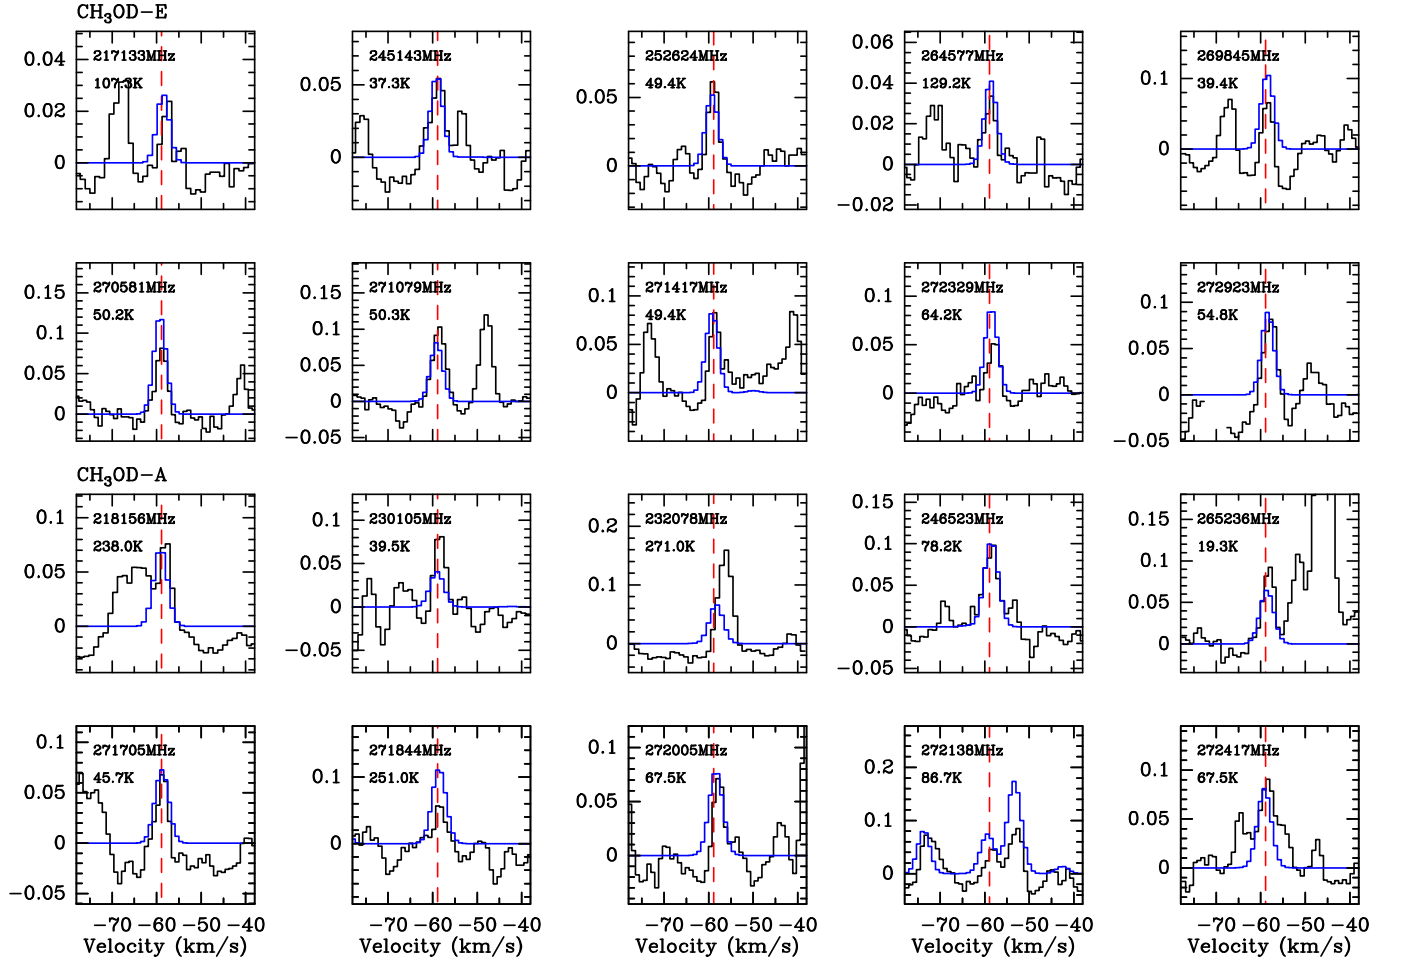 CH₃OD-E
217133MHz 245143MHz 252624MHz 264577MHz 269845MHz
107.3K 37.3K 49.4K 129.2K 39.4K
0.04 0.02 0
0.05 0
0.05 0
0.06 0.04 0.02 0 -0.02
0.1 0
270581MHz 271079MHz 271417MHz 272329MHz 272923MHz
50.2K 50.3K 49.4K 64.2K 54.8K
0.15 0.1 0.05 0
0.15 0.1 0.05 0 -0.05
0.1 0.05 0
0.1 0.05 0
0.1 0.05 0 -0.05
CH₃OD-A
218156MHz 230105MHz 232078MHz 246523MHz 265236MHz
238.0K 39.5K 271.0K 78.2K 19.3K
0.1 0.05 0
0.1 0.05 0 -0.05
0.2 0.1 0
0.15 0.1 0.05 0 -0.05
0.15 0.1 0.05 0
271705MHz 271844MHz 272005MHz 272138MHz 272417MHz
45.7K 251.0K 67.5K 86.7K 67.5K
0.1 0.05 0 -0.05
0.1 0
0.1 0.05 0
0.2 0.1 0
0.1 0.05 0
-70 -60 -50 -40 -70 -60 -50 -40 -70 -60 -50 -40 -70 -60 -50 -40 -70 -60 -50 -40
Velocity (km/s) Velocity (km/s) Velocity (km/s) Velocity (km/s) Velocity (km/s)